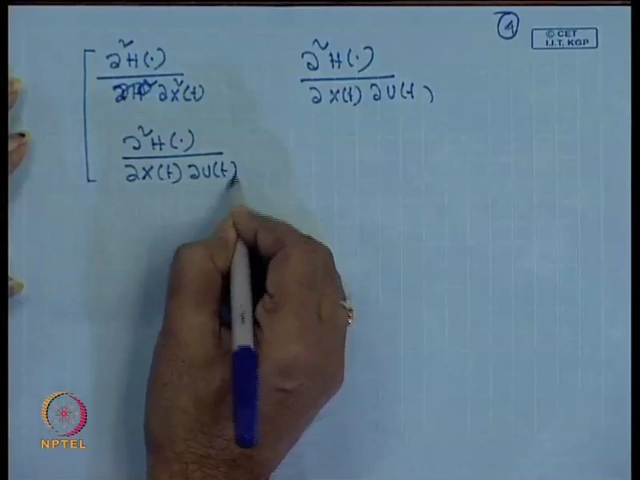 4
© CET
I.I.T. KGP
∂²H(·) / ∂x²(t)    ∂²H(·) / ∂x(t) ∂u(t)
∂²H(·) / ∂x(t) ∂u(t)
NPTEL